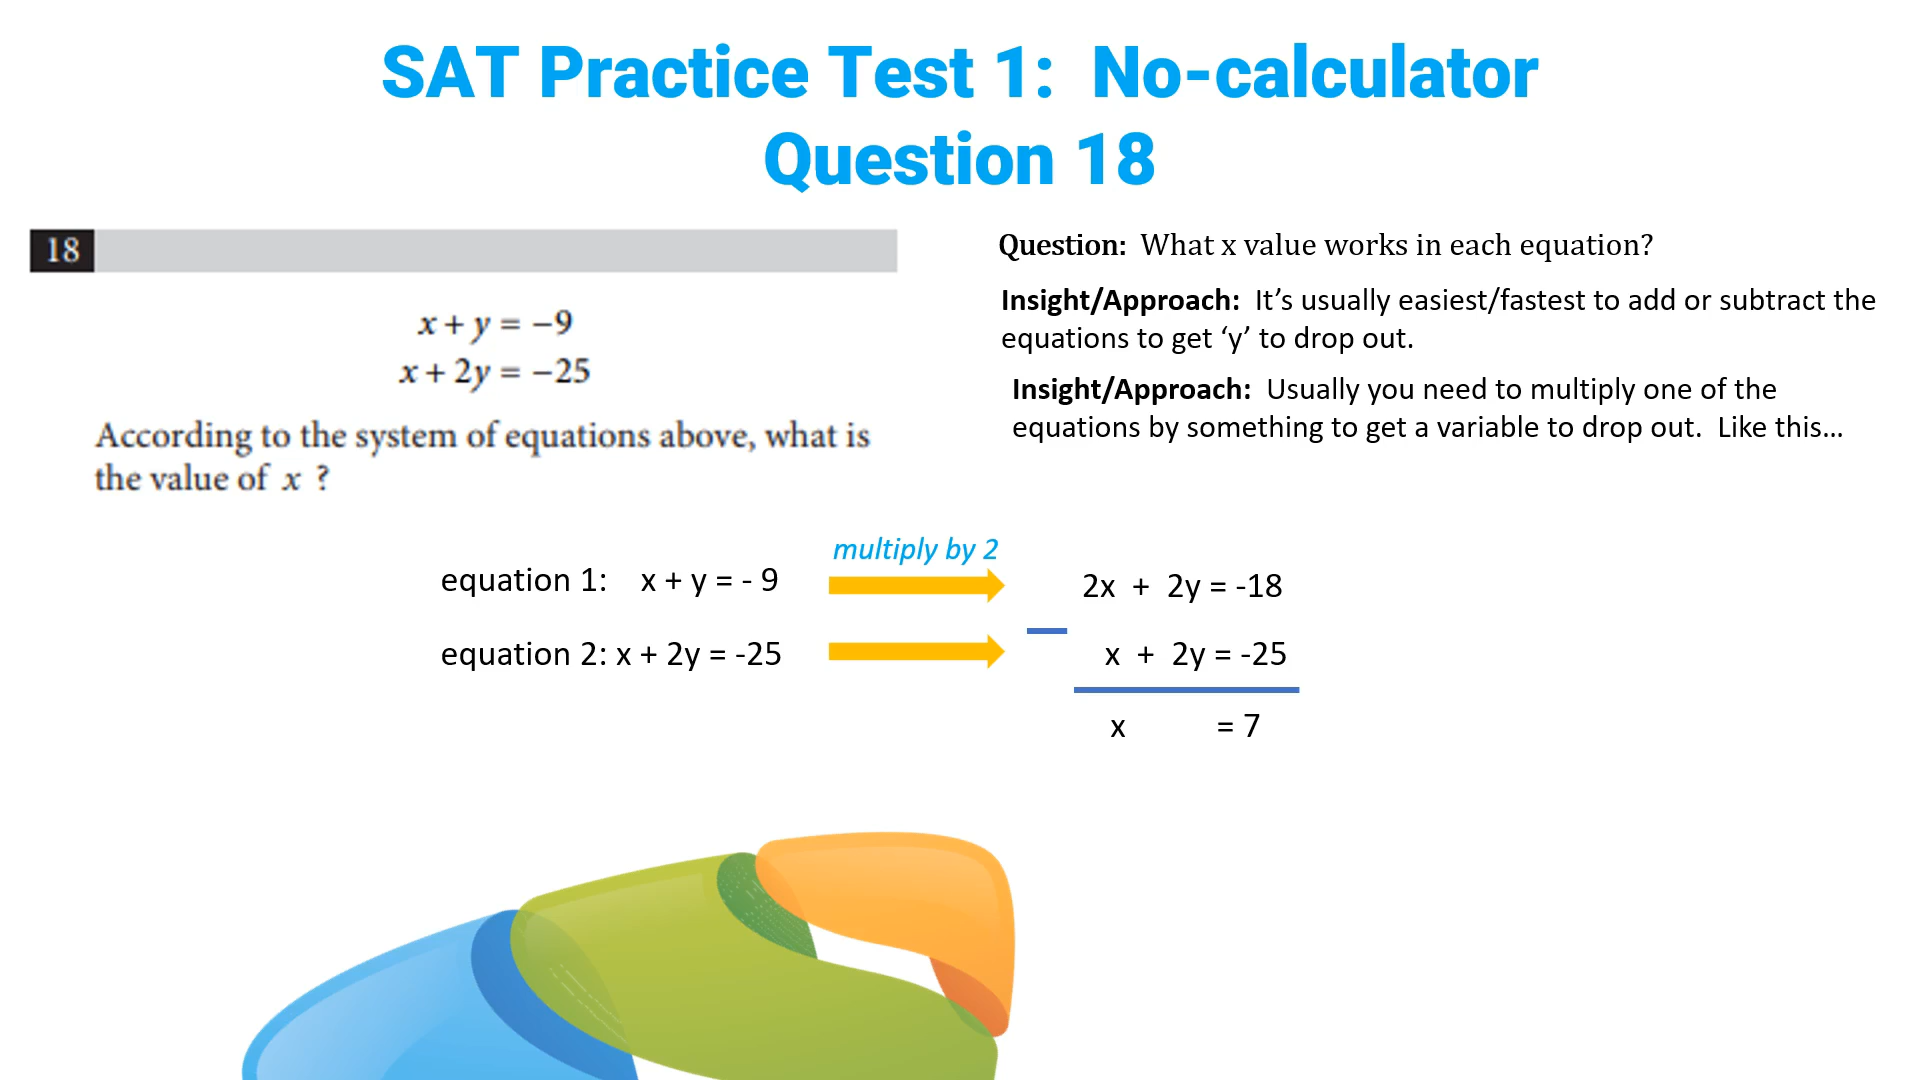 SAT Practice Test 1:  No-calculator
Question 18
18
x + y = −9
x + 2y = −25
According to the system of equations above, what is
the value of x ?
Question:  What x value works in each equation?
Insight/Approach:  It’s usually easiest/fastest to add or subtract the
equations to get ‘y’ to drop out.
Insight/Approach:  Usually you need to multiply one of the
equations by something to get a variable to drop out.  Like this…
multiply by 2
equation 1:    x + y = - 9
2x  +  2y = -18
equation 2: x + 2y = -25
x  +  2y = -25
x          = 7